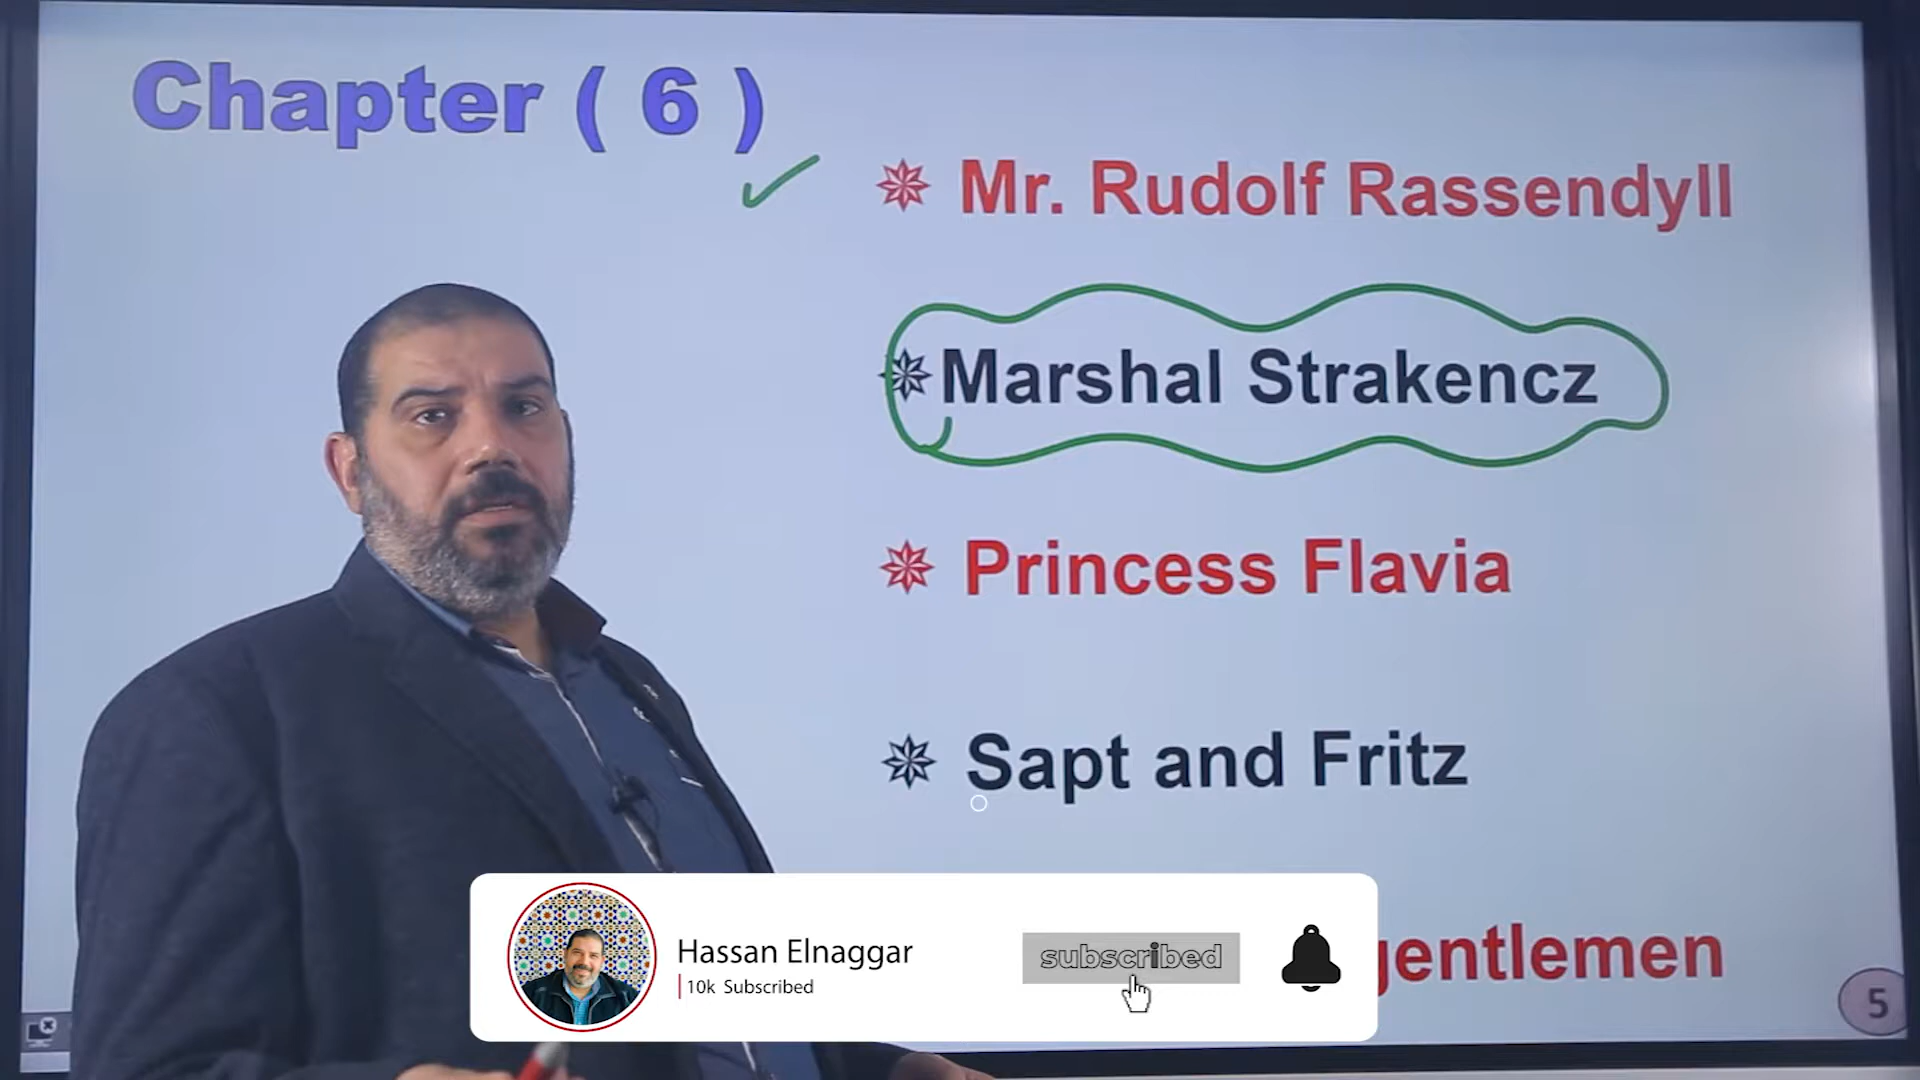 Chapter ( 6 )
Mr. Rudolf Rassendyll
Marshal Strakencz
Princess Flavia
Sapt and Fritz
gentlemen
Hassan Elnaggar
10k Subscribed
subscribed
5